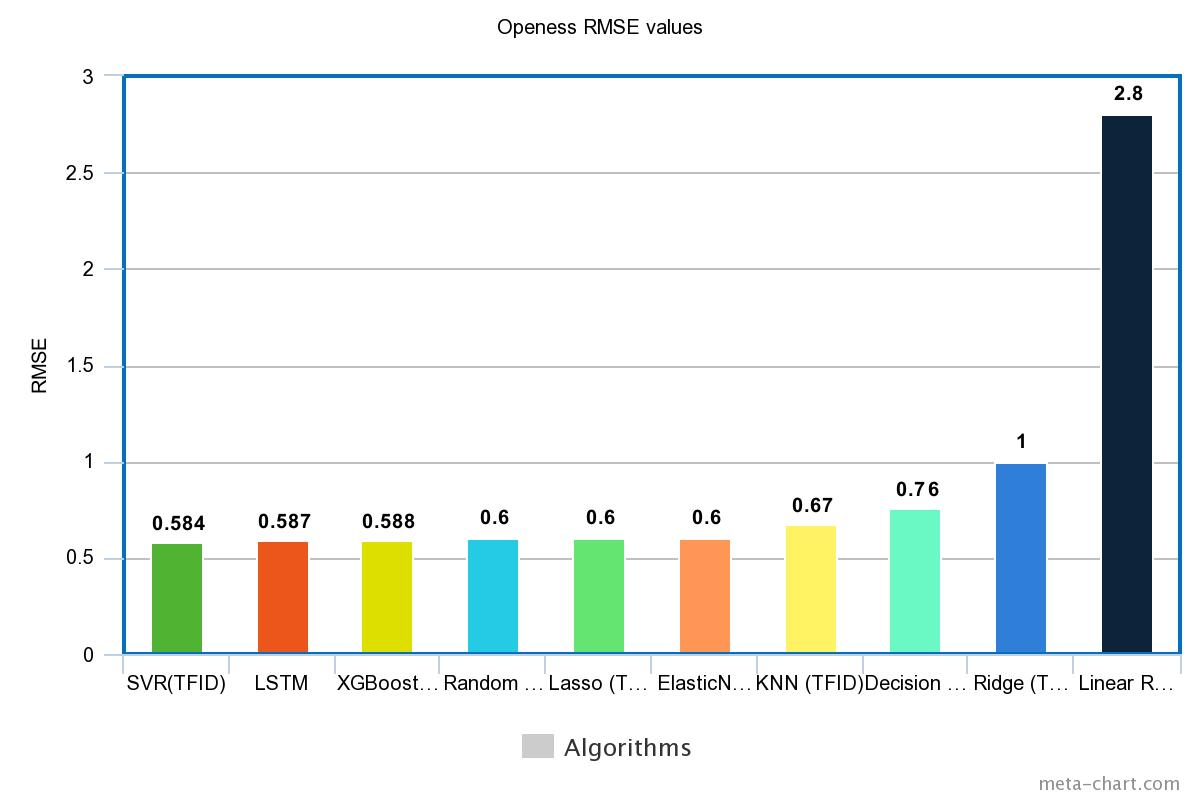 Openess RMSE values
3
2.5
2
1.5
1
0.5
0
RMSE
0.584
0.587
0.588
0.6
0.6
0.6
0.67
0.76
1
2.8
SVR(TFID)
LSTM
XGBoost…
Random …
Lasso (T…
ElasticN…
KNN (TFID)
Decision …
Ridge (T…
Linear R…
Algorithms
meta-chart.com